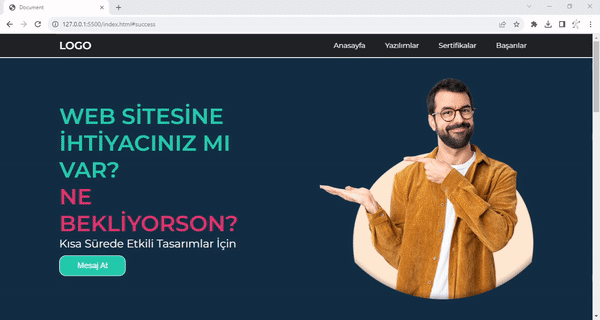 Document
127.0.0.1:5500/index.html#success
LOGO
Anasayfa
Yazılımlar
Sertifikalar
Başarılar
WEB SİTESİNE
İHTİYACINIZ MI
VAR?
NE
BEKLİYORSON?
Kısa Sürede Etkili Tasarımlar İçin
Mesaj At